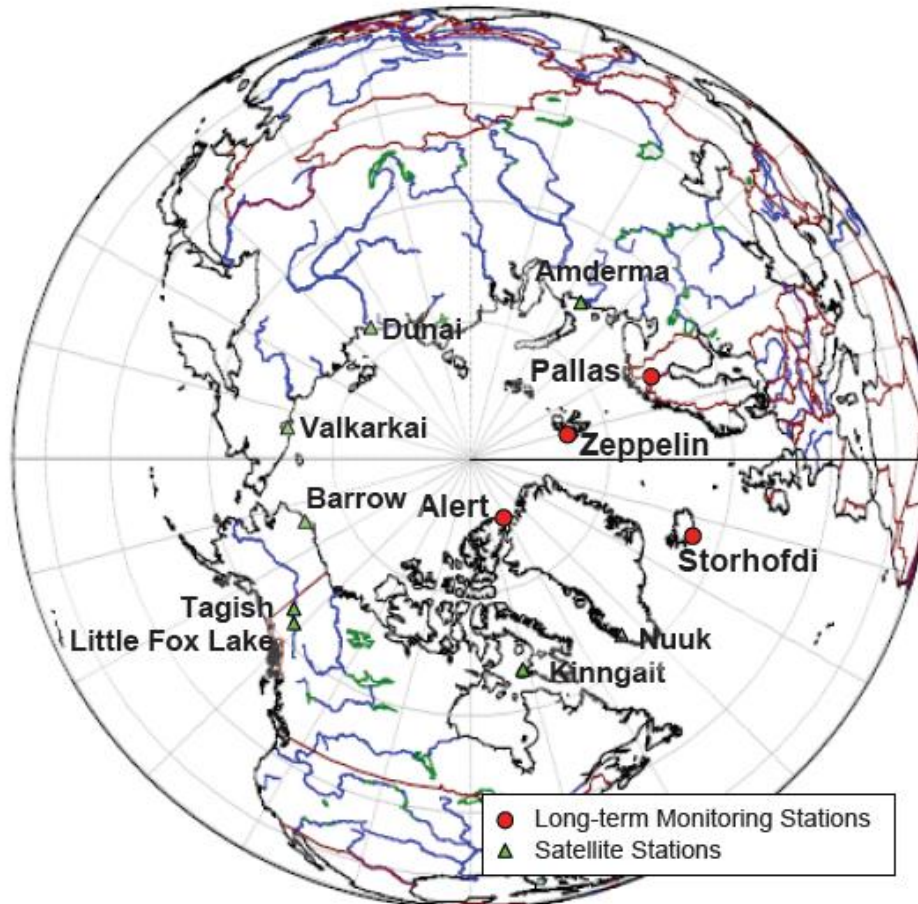 Amderma
Dunai
Pallas
Valkarkai
Zeppelin
Barrow
Alert
Storhofdi
Tagish
Little Fox Lake
Nuuk
Kinngait
Long-term Monitoring Stations
Satellite Stations